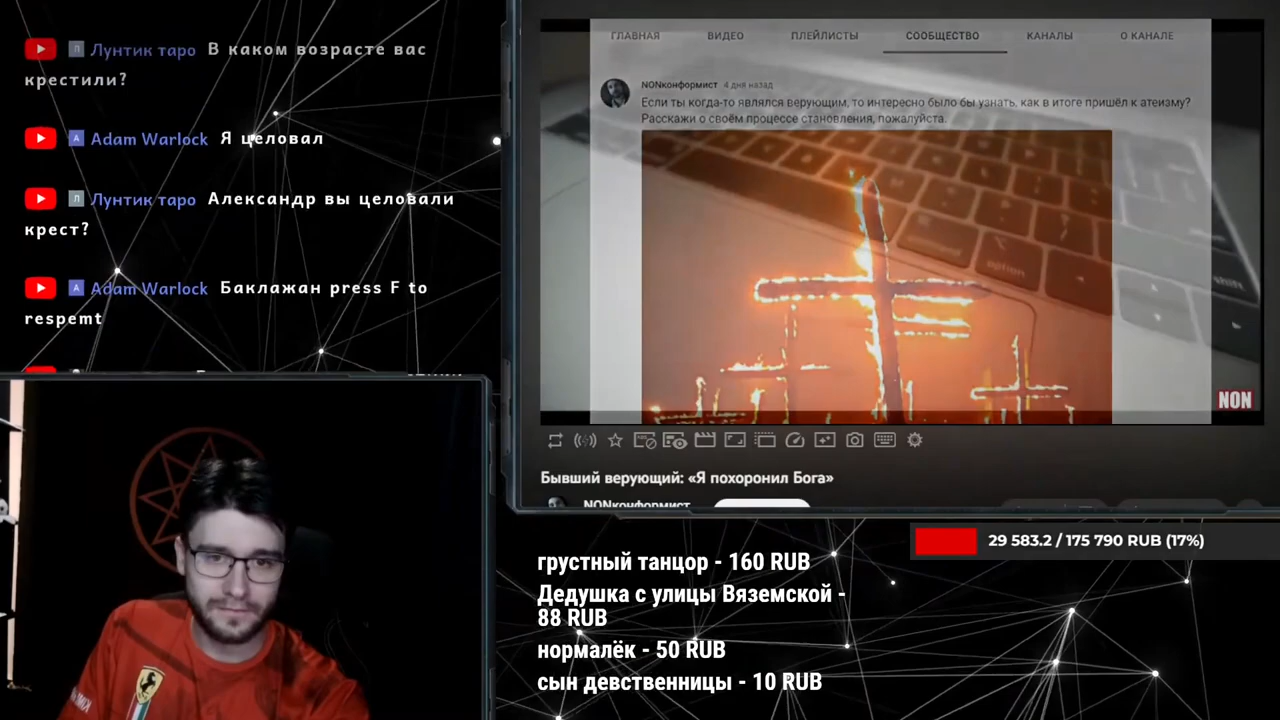 Лунтик таро В каком возрасте вас
крестили?
Adam Warlock Я целовал
Лунтик таро Александр вы целовали
крест?
Adam Warlock Баклажан press F to
respemt
ГЛАВНАЯ ВИДЕО ПЛЕЙЛИСТЫ СООБЩЕСТВО КАНАЛЫ О КАНАЛЕ
NONконформист 4 дня назад
Если ты когда-то являлся верующим, то интересно было бы узнать, как в итоге пришёл к атеизму?
Расскажи о своём процессе становления, пожалуйста.
option
NON
Бывший верующий: «Я похоронил Бога»
NONконформист
29 583.2 / 175 790 RUB (17%)
грустный танцор - 160 RUB
Дедушка с улицы Вяземской -
88 RUB
нормалёк - 50 RUB
сын девственницы - 10 RUB